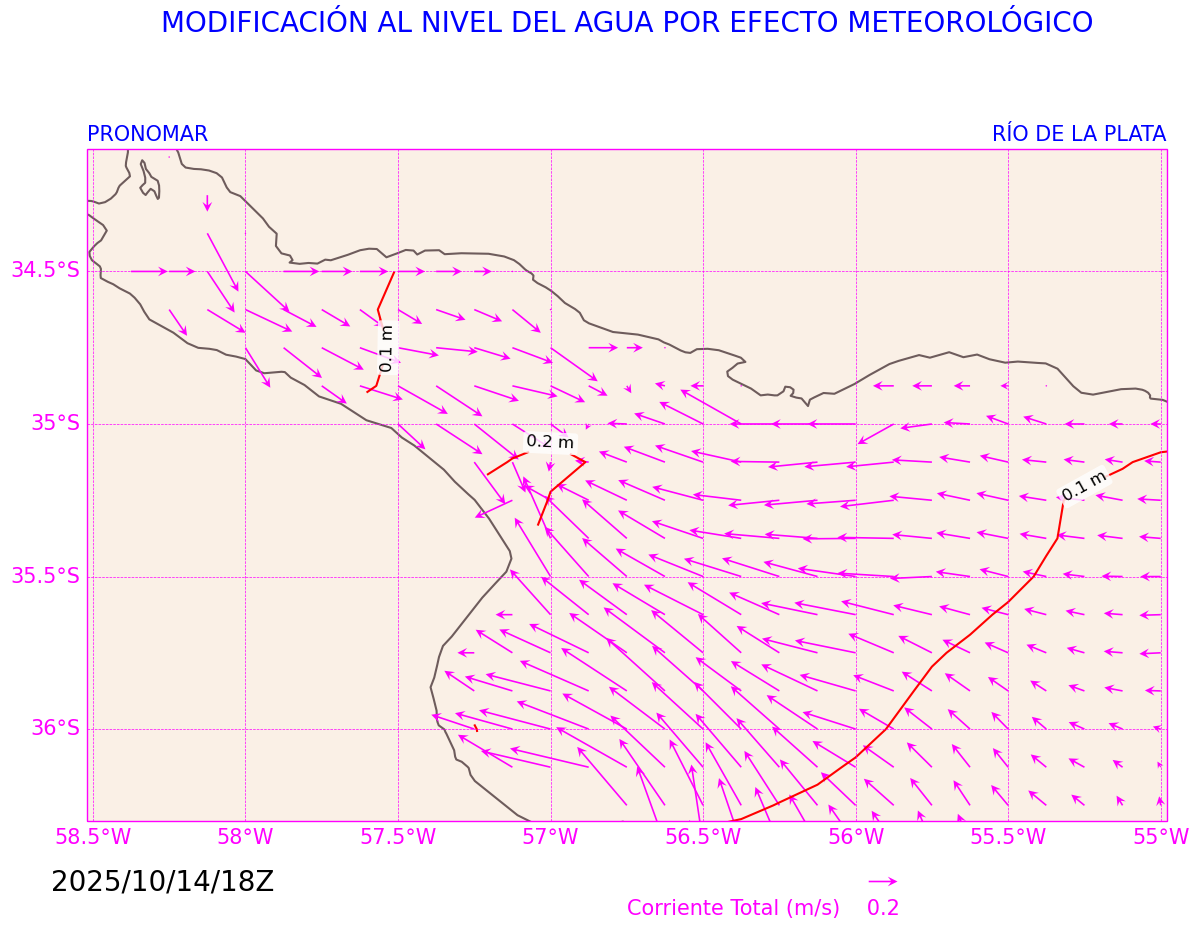 MODIFICACIÓN AL NIVEL DEL AGUA POR EFECTO METEOROLÓGICO
PRONOMAR RÍO DE LA PLATA
34.5°S
0.1 m
35°S
0.2 m
0.1 m
35.5°S
36°S
58.5°W 58°W 57.5°W 57°W 56.5°W 56°W 55.5°W 55°W
2025/10/14/18Z
Corriente Total (m/s) 0.2